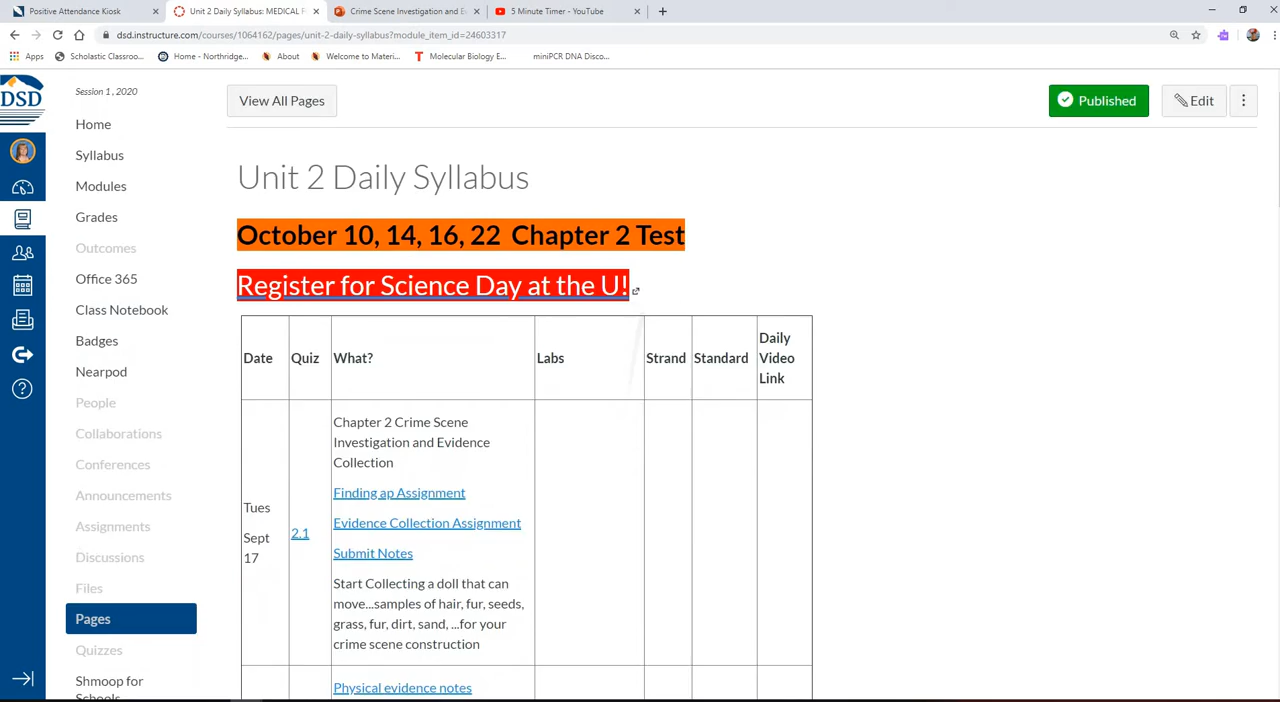 Positive Attendance Kiosk
Unit 2 Daily Syllabus: MEDICAL F
Crime Scene Investigation and E
5 Minute Timer - YouTube
dsd.instructure.com/courses/1064162/pages/unit-2-daily-syllabus?module_item_id=24603317
Apps
Scholastic Classroo...
Home - Northridge...
About
Welcome to Materi...
Molecular Biology E...
miniPCR DNA Disco...
DSD
Session 1 , 2020
View All Pages
Published
Edit
Home
Syllabus
Modules
Grades
Outcomes
Office 365
Class Notebook
Badges
Nearpod
People
Collaborations
Conferences
Announcements
Assignments
Discussions
Files
Pages
Quizzes
Shmoop for
Schools
Unit 2 Daily Syllabus
October 10, 14, 16, 22 Chapter 2 Test
Register for Science Day at the U!
Date
Quiz
What?
Labs
Strand
Standard
Daily
Video
Link
Tues
Sept
17
2.1
Chapter 2 Crime Scene
Investigation and Evidence
Collection
Finding ap Assignment
Evidence Collection Assignment
Submit Notes
Start Collecting a doll that can
move...samples of hair, fur, seeds,
grass, fur, dirt, sand, ...for your
crime scene construction
Physical evidence notes